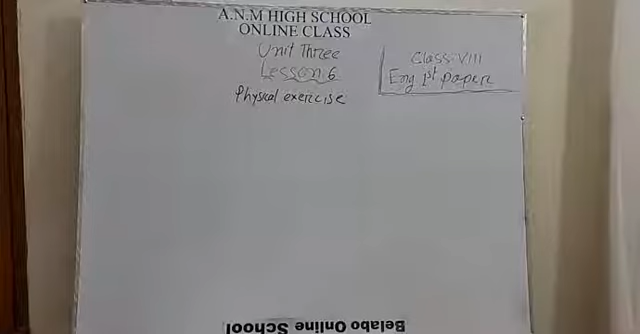 A.N.M HIGH SCHOOL
ONLINE CLASS
Unit Three
Lesson 6
Physical exercise
Class-VIII
Eng 1st paper
Belabo Online School